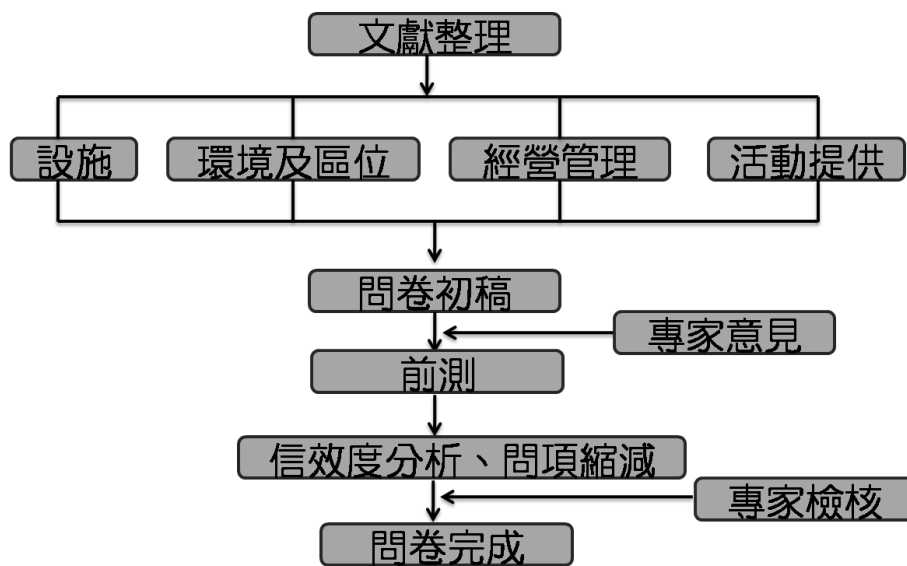 文獻整理
設施
環境及區位
經營管理
活動提供
問卷初稿
專家意見
前測
信效度分析、問項縮減
專家檢核
問卷完成